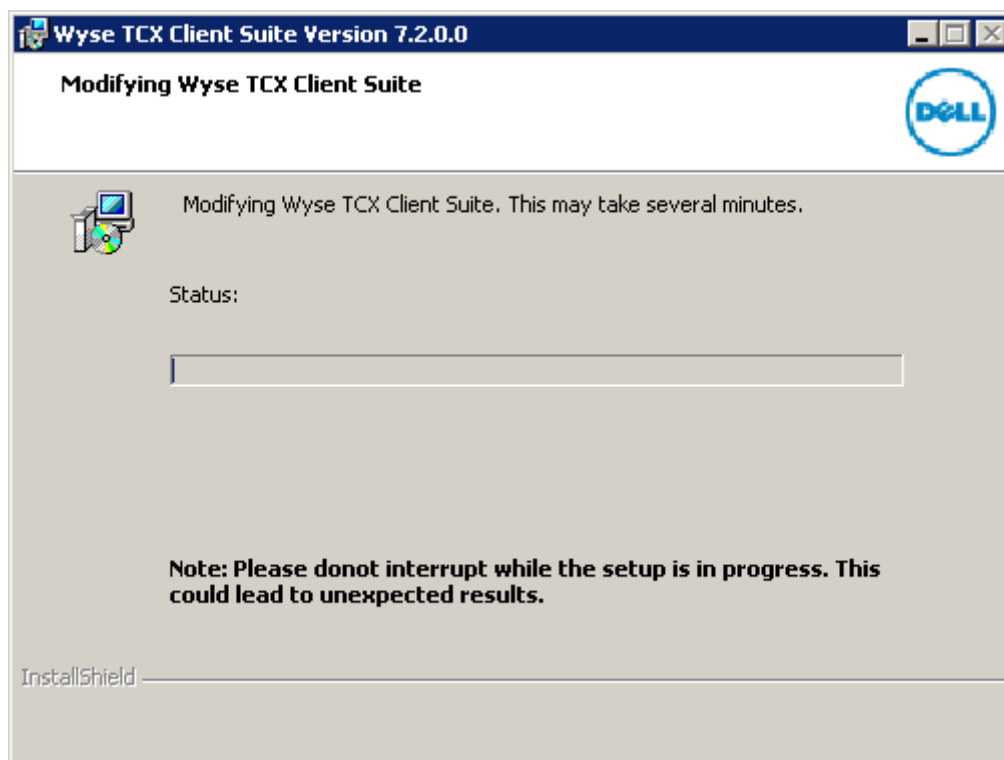 Wyse TCX Client Suite Version 7.2.0.0
Modifying Wyse TCX Client Suite
DELL
Modifying Wyse TCX Client Suite. This may take several minutes.
Status:
Note: Please donot interrupt while the setup is in progress. This
could lead to unexpected results.
InstallShield